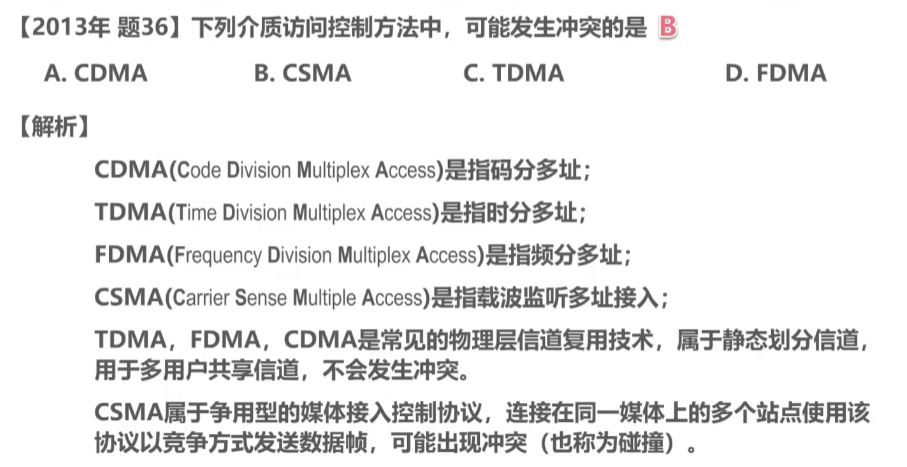 【2013年 题36】下列介质访问控制方法中，可能发生冲突的是 B
A. CDMA B. CSMA C. TDMA D. FDMA
【解析】
CDMA(Code Division Multiplex Access)是指码分多址；
TDMA(Time Division Multiplex Access)是指时分多址；
FDMA(Frequency Division Multiplex Access)是指频分多址；
CSMA(Carrier Sense Multiple Access)是指载波监听多址接入；
TDMA，FDMA，CDMA是常见的物理层信道复用技术，属于静态划分信道，
用于多用户共享信道，不会发生冲突。
CSMA属于争用型的媒体接入控制协议，连接在同一媒体上的多个站点使用该
协议以竞争方式发送数据帧，可能出现冲突（也称为碰撞）。